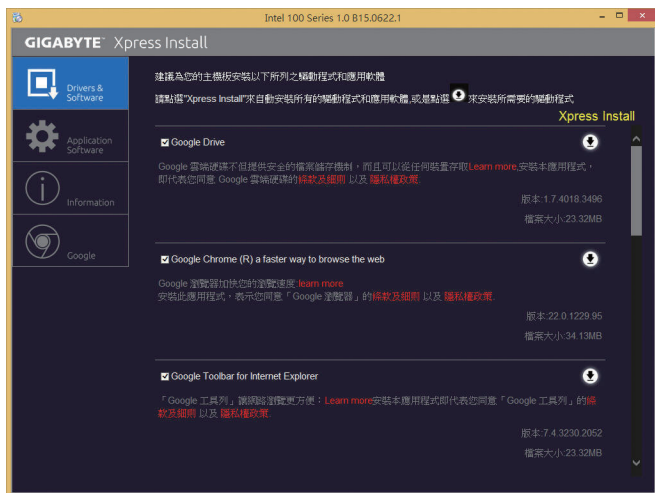 Intel 100 Series 1.0 B15.0622.1
GIGABYTE™ Xpress Install
Drivers &
Software
Application
Software
Information
Google
建議為您的主機板安裝以下所列之驅動程式和應用軟體
請點選"Xpress Install"來自動安裝所有的驅動程式和應用軟體,或是點選 來安裝所需要的驅動程式
Xpress Install
Google Drive
Google 雲端硬碟不但提供安全的檔案儲存機制,而且可以從任何裝置存取Learn more,安裝本應用程式,
即代表您同意 Google 雲端硬碟的條款及細則 以及 隱私權政策.
版本:1.7.4018.3496
檔案大小:23.32MB
Google Chrome (R) a faster way to browse the web
Google 瀏覽器加快您的瀏覽速度:learn more
安裝此應用程式,表示您同意「Google 瀏覽器」的條款及細則 以及 隱私權政策.
版本:22.0.1229.95
檔案大小:34.13MB
Google Toolbar for Internet Explorer
「Google 工具列」讓網路瀏覽更方便:Learn more安裝本應用程式即代表您同意「Google 工具列」的條
款及細則 以及 隱私權政策.
版本:7.4.3230.2052
檔案大小:23.32MB